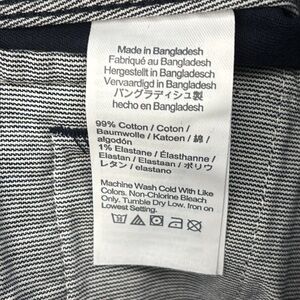 Made in Bangladesh
Fabriqué au Bangladesh
Hergestellt in Bangladesh
Vervaardigd in Bangladesh
バングラディシュ製
hecho en Bangladesh
99% Cotton / Coton /
Baumwolle / Katoen / 綿 /
algodón
1% Elastane / Élasthanne /
Elastan / Elastaan / ポリウ
レタン / elastano
Machine Wash Cold With Like
Colors. Non-Chlorine Bleach
Only. Tumble Dry Low. Iron on
Lowest Setting.